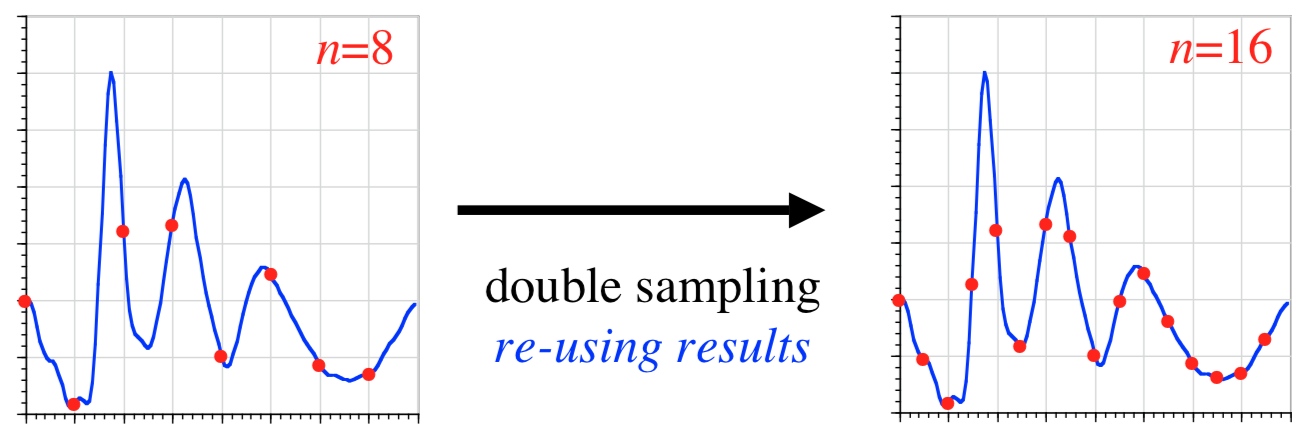 n=8
double sampling
re-using results
n=16